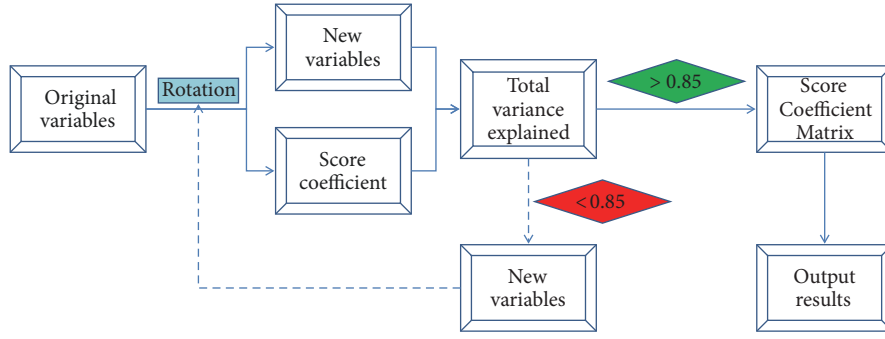 Original
variables
Rotation
New
variables
Score
coefficient
Total
variance
explained
> 0.85
Score
Coefficient
Matrix
<0.85
New
variables
Output
results